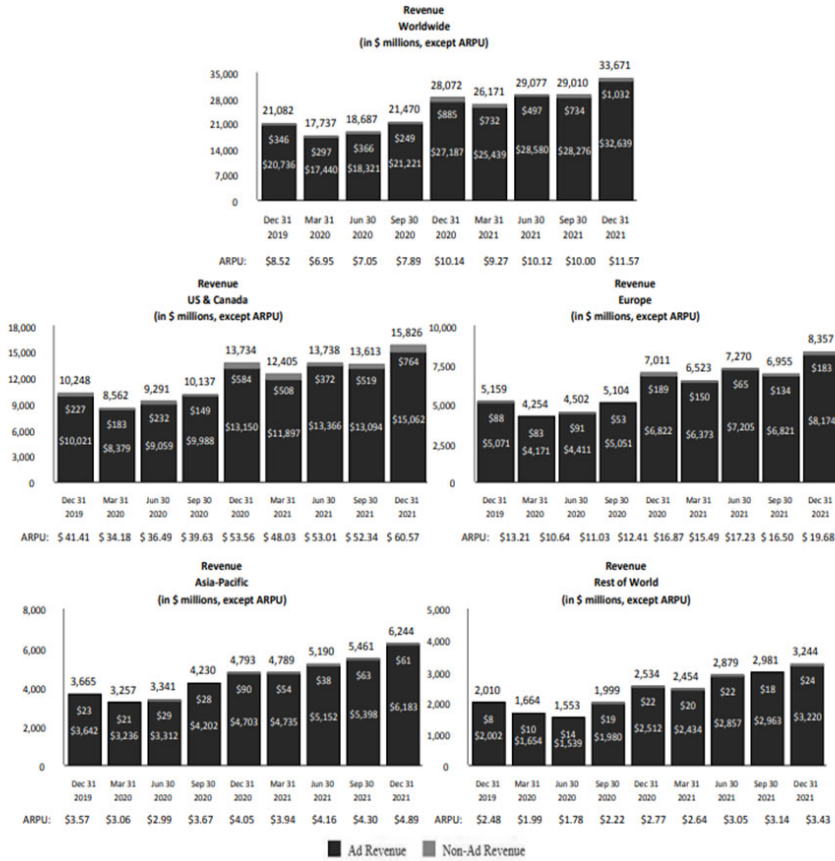 Revenue
Worldwide
(in $ millions, except ARPU)
35,000
28,000
21,000
14,000
7,000
0
21,082 17,737 18,687 21,470 28,072 26,171 29,077 29,010 33,671
$346 $297 $366 $249 $885 $732 $497 $734 $1,032
$20,736 $17,440 $18,321 $21,221 $27,187 $25,439 $28,580 $28,276 $32,639
Dec 31 Mar 31 Jun 30 Sep 30 Dec 31 Mar 31 Jun 30 Sep 30 Dec 31
2019 2020 2020 2020 2020 2021 2021 2021 2021
ARPU: $8.52 $6.95 $7.05 $7.89 $10.14 $9.27 $10.12 $10.00 $11.57
Revenue
US & Canada
(in $ millions, except ARPU)
18,000
15,000
12,000
9,000
6,000
3,000
0
10,248 8,562 9,291 10,137 13,734 12,405 13,738 13,613 15,826
$227 $183 $232 $149 $584 $508 $372 $519 $764
$10,021 $8,379 $9,059 $9,988 $13,150 $11,897 $13,366 $13,094 $15,062
Dec 31 Mar 31 Jun 30 Sep 30 Dec 31 Mar 31 Jun 30 Sep 30 Dec 31
2019 2020 2020 2020 2020 2021 2021 2021 2021
ARPU: $41.41 $34.18 $36.49 $39.63 $53.56 $48.03 $53.01 $52.34 $60.57
Revenue
Europe
(in $ millions, except ARPU)
10,000
7,500
5,000
2,500
0
5,159 4,254 4,502 5,104 7,011 6,523 7,270 6,955 8,357
$88 $83 $91 $53 $189 $150 $65 $134 $183
$5,071 $4,171 $4,411 $5,051 $6,822 $6,373 $7,205 $6,821 $8,174
Dec 31 Mar 31 Jun 30 Sep 30 Dec 31 Mar 31 Jun 30 Sep 30 Dec 31
2019 2020 2020 2020 2020 2021 2021 2021 2021
ARPU: $13.21 $10.64 $11.03 $12.41 $16.87 $15.49 $17.23 $16.50 $19.68
Revenue
Asia-Pacific
(in $ millions, except ARPU)
8,000
6,000
4,000
2,000
0
3,665 3,257 3,341 4,230 4,793 4,789 5,190 5,461 6,244
$23 $21 $29 $28 $90 $54 $38 $63 $61
$3,642 $3,236 $3,312 $4,202 $4,703 $4,735 $5,152 $5,398 $6,183
Dec 31 Mar 31 Jun 30 Sep 30 Dec 31 Mar 31 Jun 30 Sep 30 Dec 31
2019 2020 2020 2020 2020 2021 2021 2021 2021
ARPU: $3.57 $3.06 $2.99 $3.67 $4.05 $3.94 $4.16 $4.30 $4.89
Revenue
Rest of World
(in $ millions, except ARPU)
5,000
4,000
3,000
2,000
1,000
0
2,010 1,664 1,553 1,999 2,534 2,454 2,879 2,981 3,244
$8 $10 $14 $19 $22 $20 $22 $18 $24
$2,002 $1,654 $1,539 $1,980 $2,512 $2,434 $2,857 $2,963 $3,220
Dec 31 Mar 31 Jun 30 Sep 30 Dec 31 Mar 31 Jun 30 Sep 30 Dec 31
2019 2020 2020 2020 2020 2021 2021 2021 2021
ARPU: $2.48 $1.99 $1.78 $2.22 $2.77 $2.64 $3.05 $3.14 $3.43
Ad Revenue Non-Ad Revenue